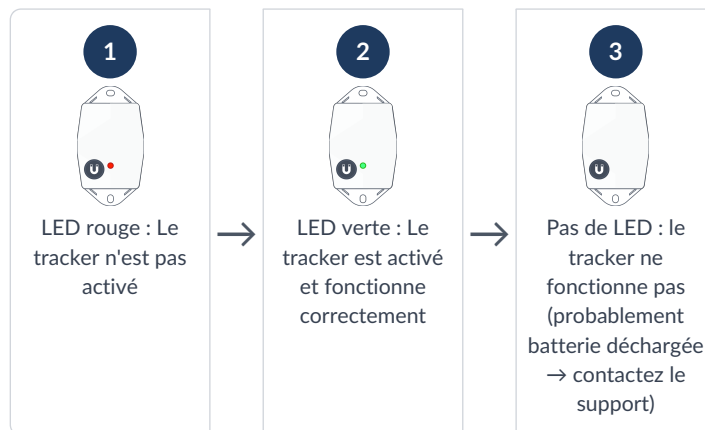 1
LED rouge : Le
tracker n'est pas
activé
→
2
LED verte : Le
tracker est activé
et fonctionne
correctement
→
3
Pas de LED : le
tracker ne
fonctionne pas
(probablement
batterie déchargée
→ contactez le
support)